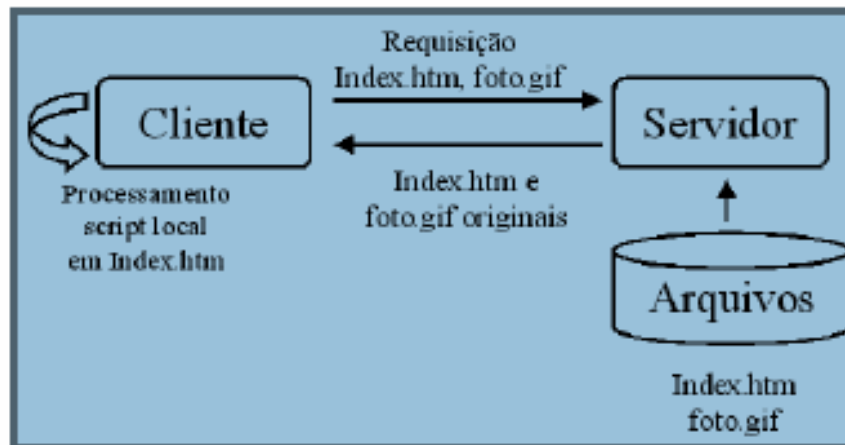 Requisição
Index.htm, foto.gif
Cliente
Servidor
Index.htm e
foto.gif originais
Processamento
script local
em Index.htm
Arquivos
Index.htm
foto.gif